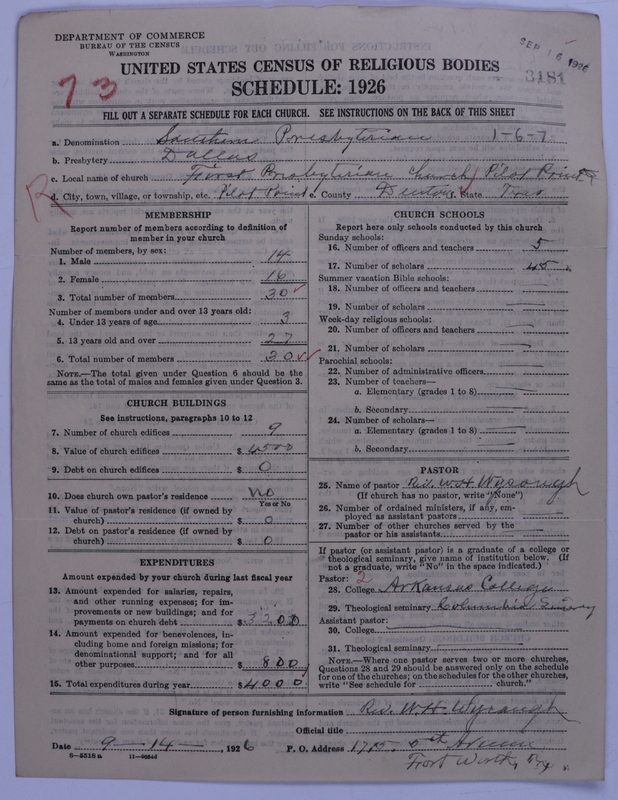 DEPARTMENT OF COMMERCE
BUREAU OF THE CENSUS
WASHINGTON
SEP 16 1926
3181
73
UNITED STATES CENSUS OF RELIGIOUS BODIES
SCHEDULE: 1926
FILL OUT A SEPARATE SCHEDULE FOR EACH CHURCH. SEE INSTRUCTIONS ON THE BACK OF THIS SHEET
a. Denomination Southern Presbyterian 1-6-7
b. Presbytery Dallas
c. Local name of church First Presbyterian Church, Pilot Point
R
d. City, town, village, or township, etc. Pilot Point e. County Denton f. State Texas
MEMBERSHIP
Report number of members according to definition of member in your church
Number of members, by sex:
1. Male 14
2. Female 16
3. Total number of members 30
Number of members under and over 13 years old:
4. Under 13 years of age 3
5. 13 years old and over 27
6. Total number of members 30
NOTE.—The total given under Question 6 should be
same as the total of males and females given under Question 3.
CHURCH BUILDINGS
See instructions, paragraphs 10 to 12
7. Number of church edifices
8. Value of church edifices $ 4500
9. Debt on church edifices $ 0
10. Does church own pastor's residence No
Yes or No
11. Value of pastor's residence (if owned by
church) $ 0
12. Debt on pastor's residence (if owned by
church) $ 0
EXPENDITURES
Amount expended by your church during last fiscal year
13. Amount expended for salaries, repairs,
and other running expenses; for im-
provements or new buildings; and for
payments on church debt $
14. Amount expended for benevolences, in-
cluding home and foreign missions; for
denominational support; and for all
other purposes $
15. Total expenditures during year $
CHURCH SCHOOLS
Report here only schools conducted by this church
Sunday schools:
16. Number of officers and teachers 5
17. Number of scholars 45
Summer vacation Bible schools:
18. Number of officers and teachers —
19. Number of scholars —
Week-day religious schools:
20. Number of officers and teachers —
21. Number of scholars —
Parochial schools:
22. Number of administrative officers —
23. Number of teachers—
a. Elementary (grades 1 to 8) —
b. Secondary —
24. Number of scholars—
a. Elementary (grades 1 to 8) —
b. Secondary —
PASTOR
25. Name of pastor Rev. W. H.
(If church has no pastor, write "None")
26. Number of ordained ministers, if any, em-
ployed as assistant pastors —
27. Number of other churches served by the
pastor or his assistants —
If pastor (or assistant pastor) is a graduate of a college or
theological seminary, give name of institution below. (If
not a graduate, write "No" in the space indicated.)
Pastor: 2
28. College Arkansas College
29. Theological seminary Columbia
Assistant pastor:
30. College —
31. Theological seminary —
NOTE.—Where one pastor serves two or more churches,
Questions 28 and 29 should be answered only on the schedule
for one of the churches; on the schedules for the other churches,
write "See schedule for church."
Signature of person furnishing information Rev. W. H.
Official title
Date 9 - 14 -, 1926 P. O. Address Avenue
8-5318a 11-9084d Fort Worth, Tex